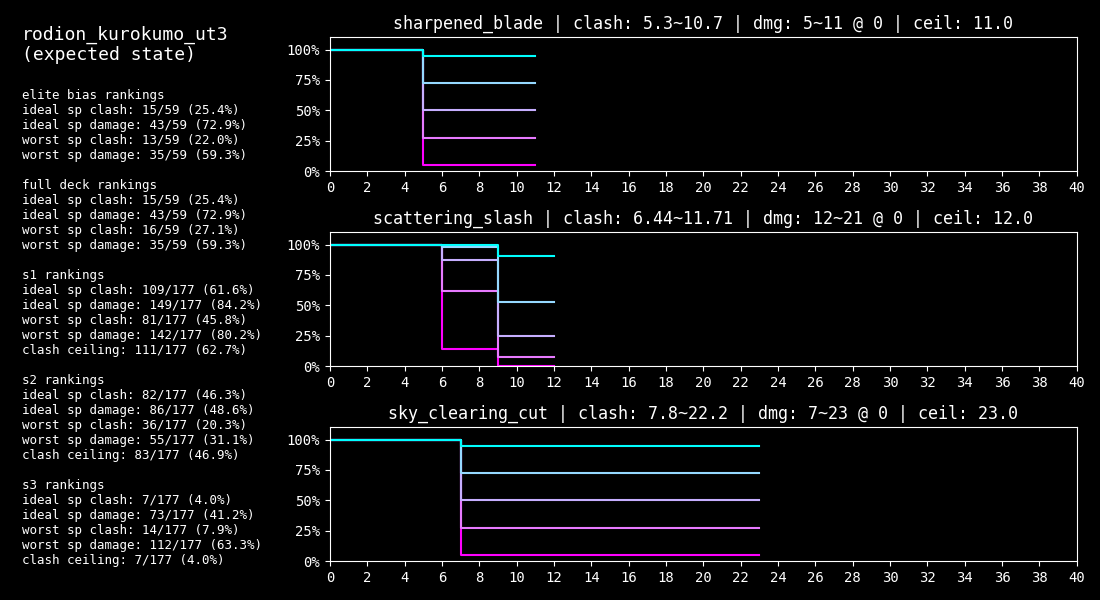 rodion_kurokumo_ut3
(expected state)
elite bias rankings
ideal sp clash: 15/59 (25.4%)
ideal sp damage: 43/59 (72.9%)
worst sp clash: 13/59 (22.0%)
worst sp damage: 35/59 (59.3%)
full deck rankings
ideal sp clash: 15/59 (25.4%)
ideal sp damage: 43/59 (72.9%)
worst sp clash: 16/59 (27.1%)
worst sp damage: 35/59 (59.3%)
s1 rankings
ideal sp clash: 109/177 (61.6%)
ideal sp damage: 149/177 (84.2%)
worst sp clash: 81/177 (45.8%)
worst sp damage: 142/177 (80.2%)
clash ceiling: 111/177 (62.7%)
s2 rankings
ideal sp clash: 82/177 (46.3%)
ideal sp damage: 86/177 (48.6%)
worst sp clash: 36/177 (20.3%)
worst sp damage: 55/177 (31.1%)
clash ceiling: 83/177 (46.9%)
s3 rankings
ideal sp clash: 7/177 (4.0%)
ideal sp damage: 73/177 (41.2%)
worst sp clash: 14/177 (7.9%)
worst sp damage: 112/177 (63.3%)
clash ceiling: 7/177 (4.0%)
sharpened_blade | clash: 5.3~10.7 | dmg: 5~11 @ 0 | ceil: 11.0
100%
75%
50%
25%
0%
0 2 4 6 8 10 12 14 16 18 20 22 24 26 28 30 32 34 36 38 40
scattering_slash | clash: 6.44~11.71 | dmg: 12~21 @ 0 | ceil: 12.0
100%
75%
50%
25%
0%
0 2 4 6 8 10 12 14 16 18 20 22 24 26 28 30 32 34 36 38 40
sky_clearing_cut | clash: 7.8~22.2 | dmg: 7~23 @ 0 | ceil: 23.0
100%
75%
50%
25%
0%
0 2 4 6 8 10 12 14 16 18 20 22 24 26 28 30 32 34 36 38 40